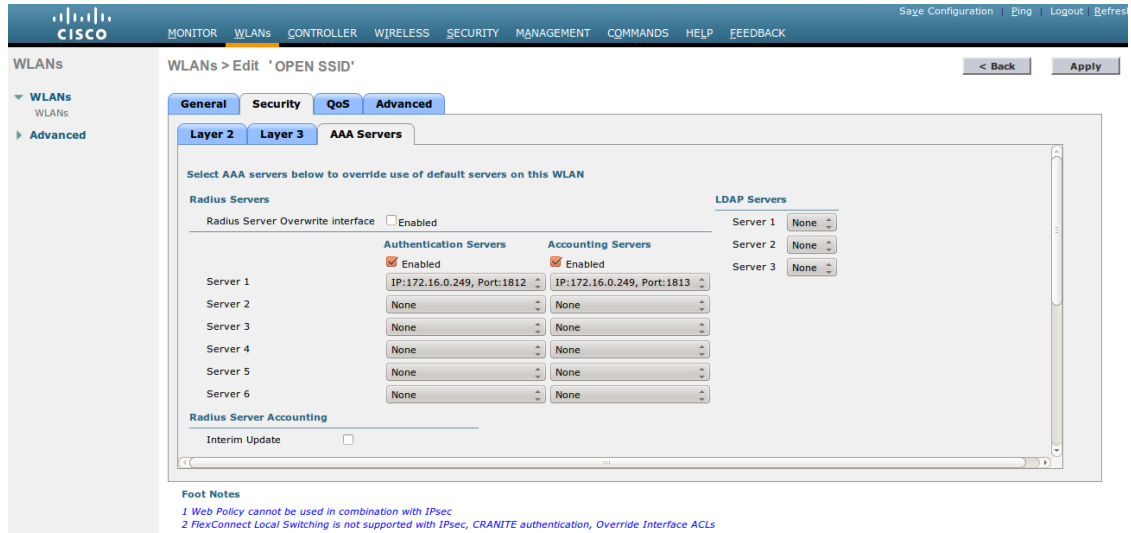 Save Configuration | Ping | Logout | Refresh
CISCO
MONITOR WLANs CONTROLLER WIRELESS SECURITY MANAGEMENT COMMANDS HELP FEEDBACK
WLANs
WLANs > Edit 'OPEN SSID'
< Back Apply
WLANs
WLANs
Advanced
General Security QoS Advanced
Layer 2 Layer 3 AAA Servers
Select AAA servers below to override use of default servers on this WLAN
Radius Servers
LDAP Servers
Radius Server Overwrite interface Enabled
Server 1 None
Authentication Servers Accounting Servers
Server 2 None
Enabled Enabled
Server 3 None
Server 1 IP:172.16.0.249, Port:1812 IP:172.16.0.249, Port:1813
Server 2 None None
Server 3 None None
Server 4 None None
Server 5 None None
Server 6 None None
Radius Server Accounting
Interim Update
Foot Notes
1 Web Policy cannot be used in combination with IPsec
2 FlexConnect Local Switching is not supported with IPsec, CRANITE authentication, Override Interface ACLs